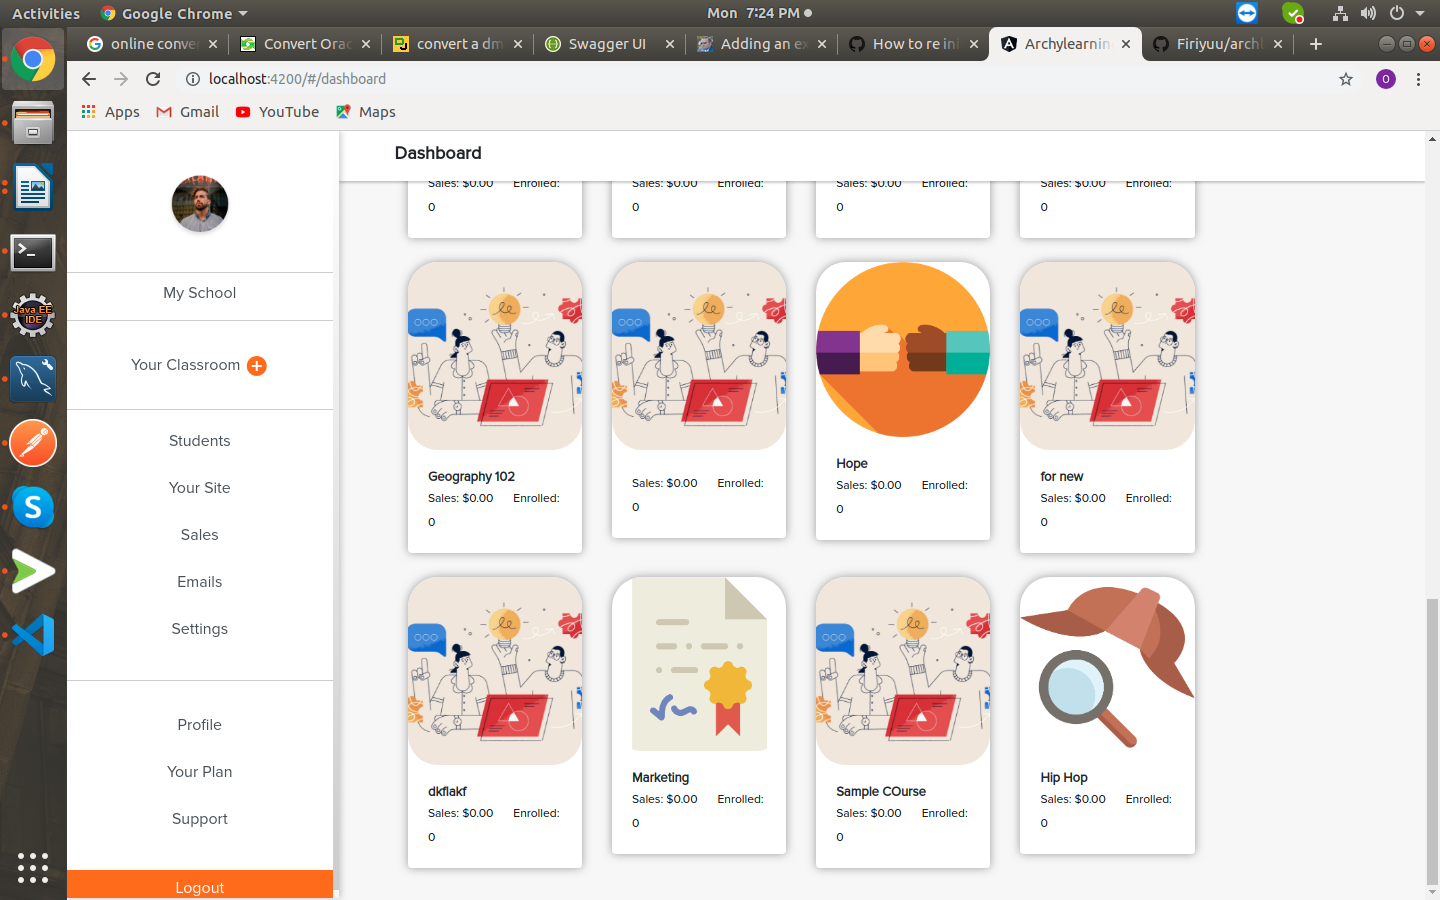 Activities Google Chrome Mon 7:24 PM
online conver Convert Orac convert a dm Swagger UI Adding an ex How to re ini Archylearnin Firiyuu/archl
localhost:4200/#/dashboard O
Apps Gmail YouTube Maps
Dashboard
My School
Your Classroom
Students
Your Site
Sales
Emails
Settings
Profile
Your Plan
Support
Logout
Sales: $0.00 Enrolled: Sales: $0.00 Enrolled: Sales: $0.00 Enrolled: Sales: $0.00 Enrolled:
0 0 0 0
Geography 102
Sales: $0.00 Enrolled:
0
Sales: $0.00 Enrolled:
0
Hope
Sales: $0.00 Enrolled:
0
for new
Sales: $0.00 Enrolled:
0
dkflakf
Sales: $0.00 Enrolled:
0
Marketing
Sales: $0.00 Enrolled:
0
Sample COurse
Sales: $0.00 Enrolled:
0
Hip Hop
Sales: $0.00 Enrolled:
0
Java EE
IDE
S